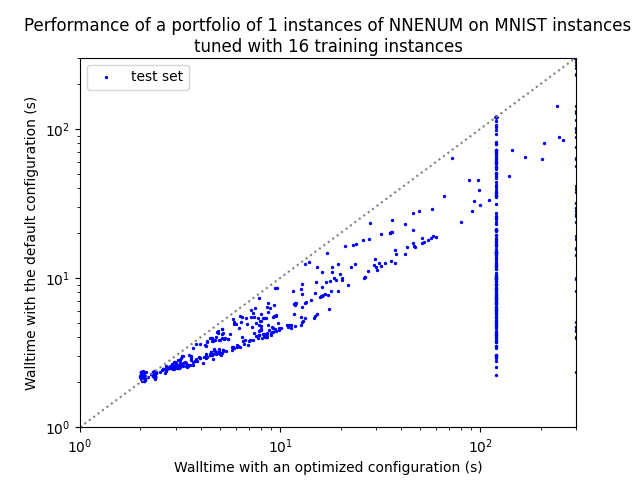 Performance of a portfolio of 1 instances of NNENUM on MNIST instances
tuned with 16 training instances
test set
Walltime with the default configuration (s)
10²
10¹
10⁰
10⁰ 10¹ 10²
Walltime with an optimized configuration (s)